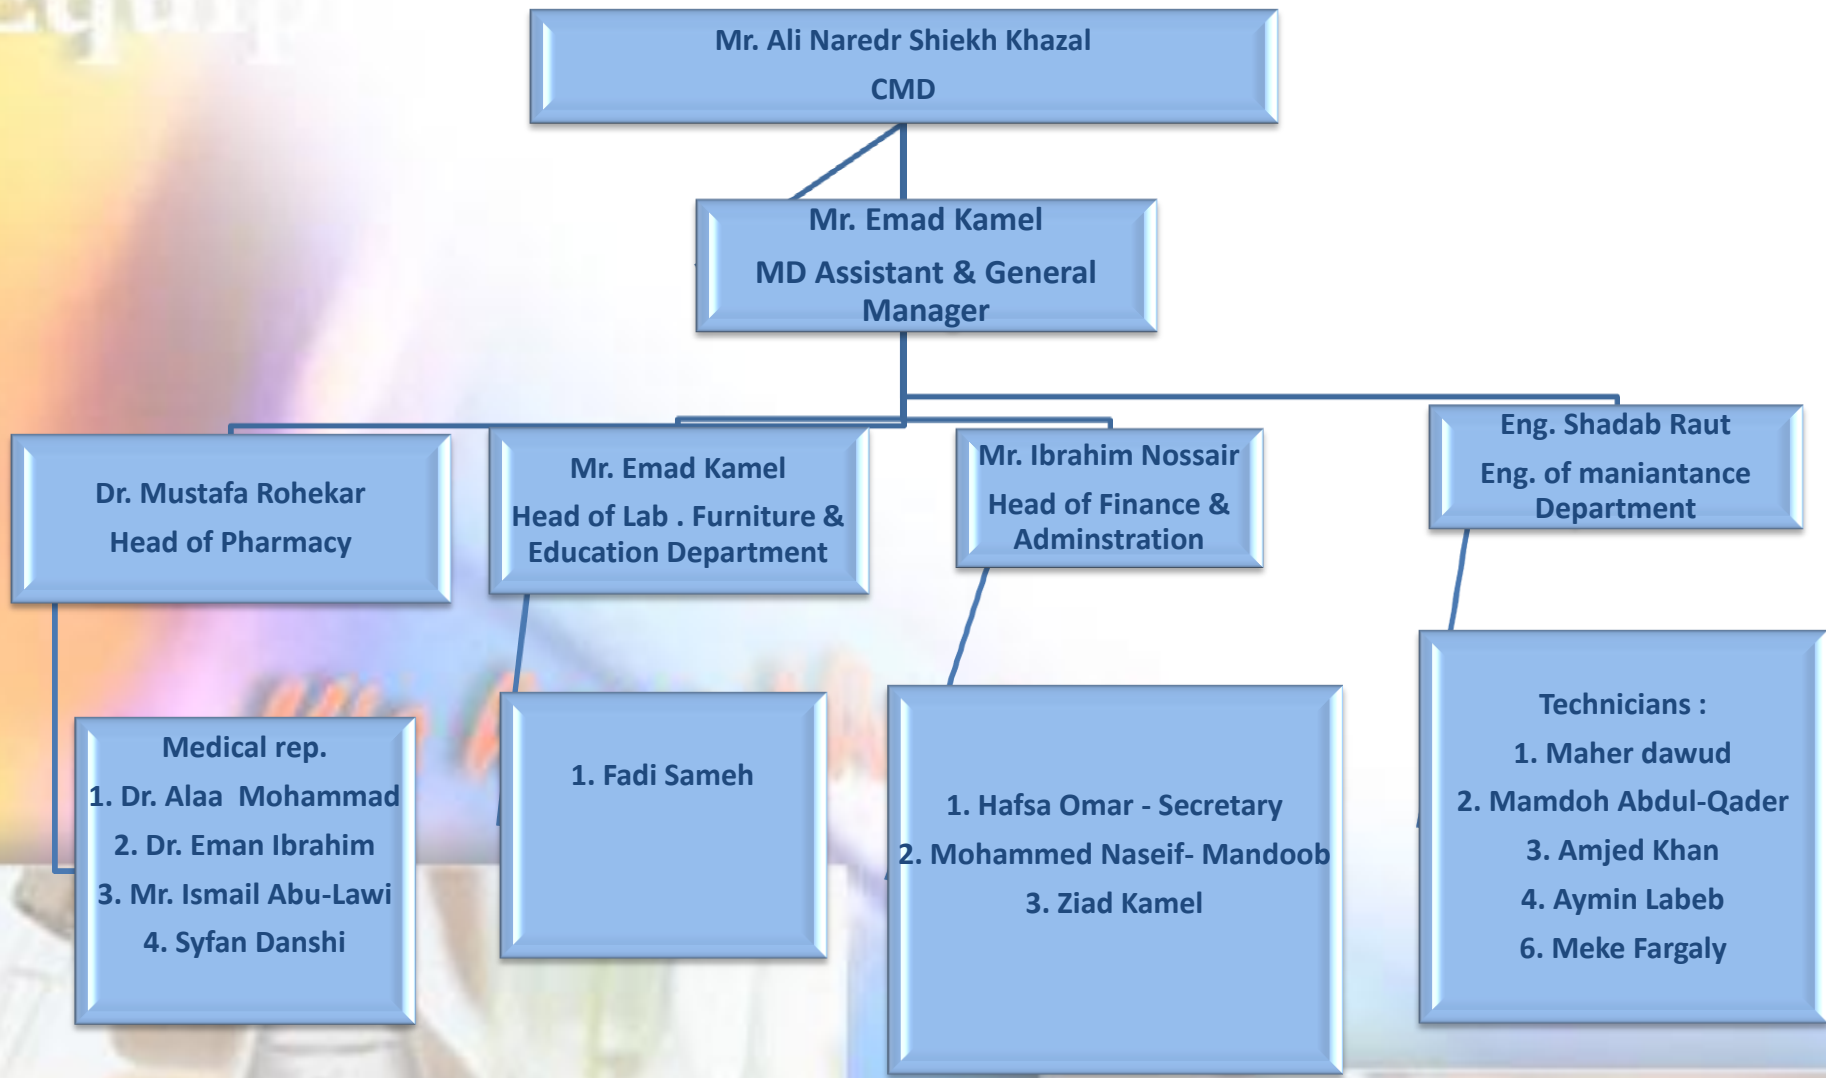 Equip
Mr. Ali Naredr Shiekh Khazal
CMD
Mr. Emad Kamel
MD Assistant & General
Manager
Dr. Mustafa Rohekar
Head of Pharmacy
Mr. Emad Kamel
Head of Lab . Furniture &
Education Department
Mr. Ibrahim Nossair
Head of Finance &
Adminstration
Eng. Shadab Raut
Eng. of maniantance
Department
Medical rep.
1. Dr. Alaa  Mohammad
2. Dr. Eman Ibrahim
3. Mr. Ismail Abu-Lawi
4. Syfan Danshi
1. Fadi Sameh
1. Hafsa Omar - Secretary
2. Mohammed Naseif- Mandoob
3. Ziad Kamel
Technicians :
1. Maher dawud
2. Mamdoh Abdul-Qader
3. Amjed Khan
4. Aymin Labeb
6. Meke Fargaly